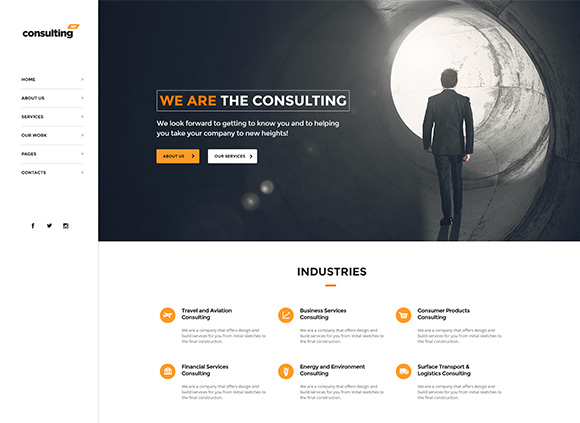 consulting
HOME
ABOUT US
SERVICES
OUR WORK
PAGES
CONTACTS
WE ARE THE CONSULTING
We look forward to getting to know you and to helping
you take your company to new heights!
ABOUT US
OUR SERVICES
INDUSTRIES
Travel and Aviation
Consulting
We are a company that offers design and
build services for you from initial sketches to
the final construction.
Business Services
Consulting
We are a company that offers design and
build services for you from initial sketches to
the final construction.
Consumer Products
Consulting
We are a company that offers design and
build services for you from initial sketches to
the final construction.
Financial Services
Consulting
We are a company that offers design and
build services for you from initial sketches to
the final construction.
Energy and Environment
Consulting
We are a company that offers design and
build services for you from initial sketches to
the final construction.
Surface Transport &
Logistics Consulting
We are a company that offers design and
build services for you from initial sketches to
the final construction.